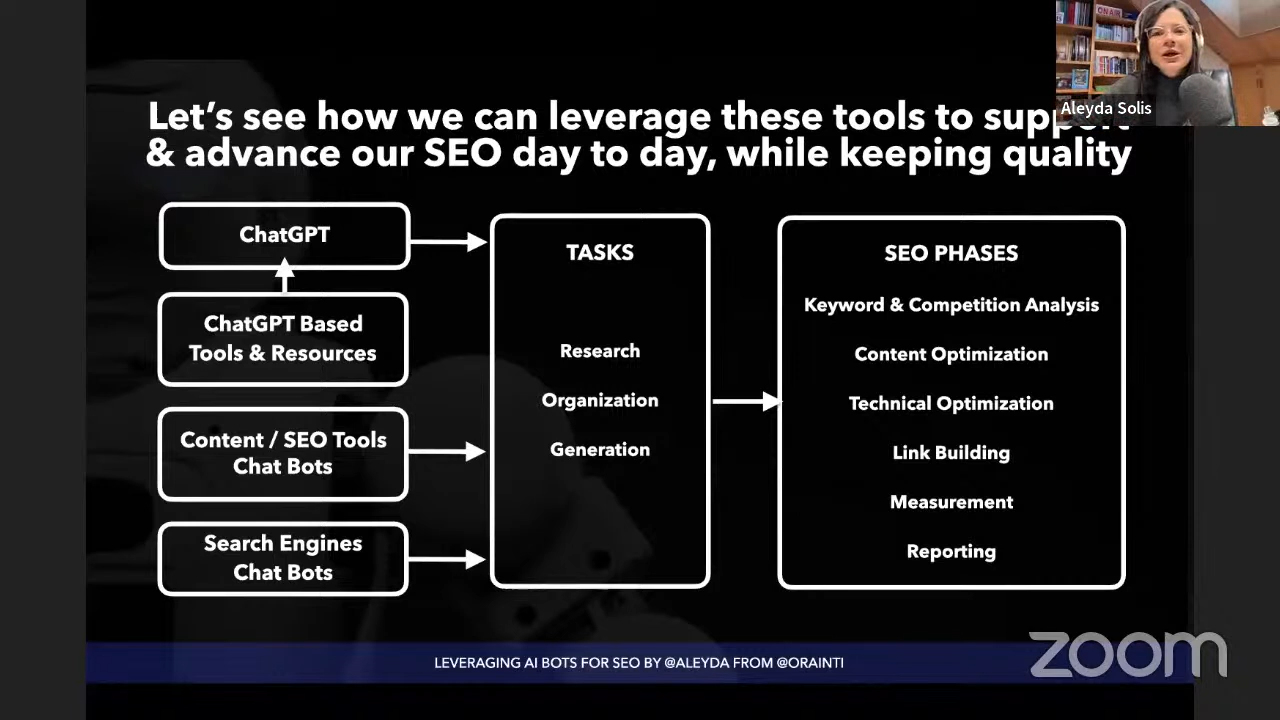 ON AIR
Aleyda Solis
Let's see how we can leverage these tools to support
& advance our SEO day to day, while keeping quality
ChatGPT
ChatGPT Based
Tools & Resources
Content / SEO Tools
Chat Bots
Search Engines
Chat Bots
TASKS
Research
Organization
Generation
SEO PHASES
Keyword & Competition Analysis
Content Optimization
Technical Optimization
Link Building
Measurement
Reporting
LEVERAGING AI BOTS FOR SEO BY @ALEYDA FROM @ORAINTI
zoom